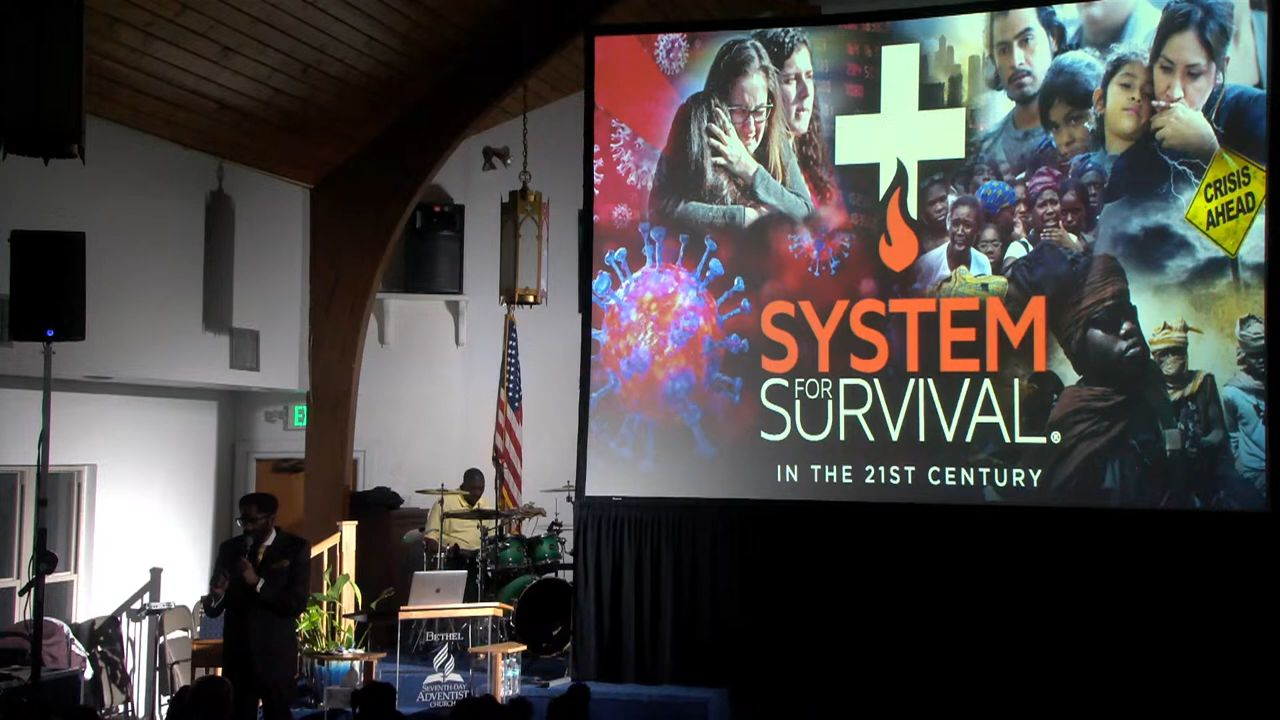 CRISIS
AHEAD
SYSTEM
FOR
SURVIVAL®
IN THE 21ST CENTURY
BETHEL
SEVENTH-DAY
ADVENTIST
CHURCH